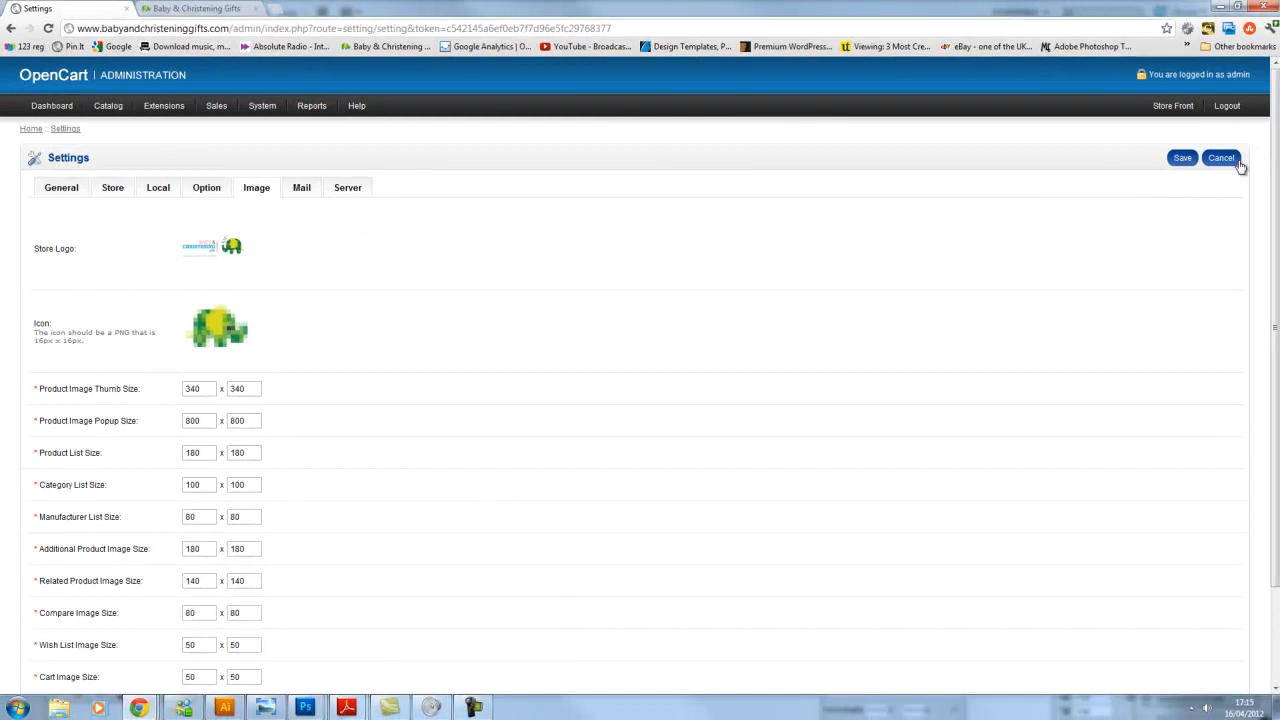 Settings
Baby & Christening Gifts
www.babyandchristeninggifts.com/admin/index.php?route=setting/setting&token=c542145a6ef0eb7f7d96e5fc29768377
123 reg
Pin It
Google
Download music, m...
Absolute Radio - Int...
Baby & Christening ...
Google Analytics | O...
YouTube - Broadcas...
Design Templates, P...
Premium WordPress...
Viewing: 3 Most Cre...
eBay - one of the UK...
Adobe Photoshop T...
Other bookmarks
OpenCart | ADMINISTRATION
You are logged in as admin
Dashboard
Catalog
Extensions
Sales
System
Reports
Help
Store Front
Logout
Home :: Settings
Settings
Save
Cancel
General
Store
Local
Option
Image
Mail
Server
Store Logo:
BABY &
CHRISTENING
Icon:
The icon should be a PNG that is
16px x 16px.
* Product Image Thumb Size: 340 x 340
* Product Image Popup Size: 800 x 800
* Product List Size: 180 x 180
* Category List Size: 100 x 100
* Manufacturer List Size: 80 x 80
* Additional Product Image Size: 180 x 180
* Related Product Image Size: 140 x 140
* Compare Image Size: 80 x 80
* Wish List Image Size: 50 x 50
* Cart Image Size: 50 x 50
Ai
Ps
17:15
16/04/2012